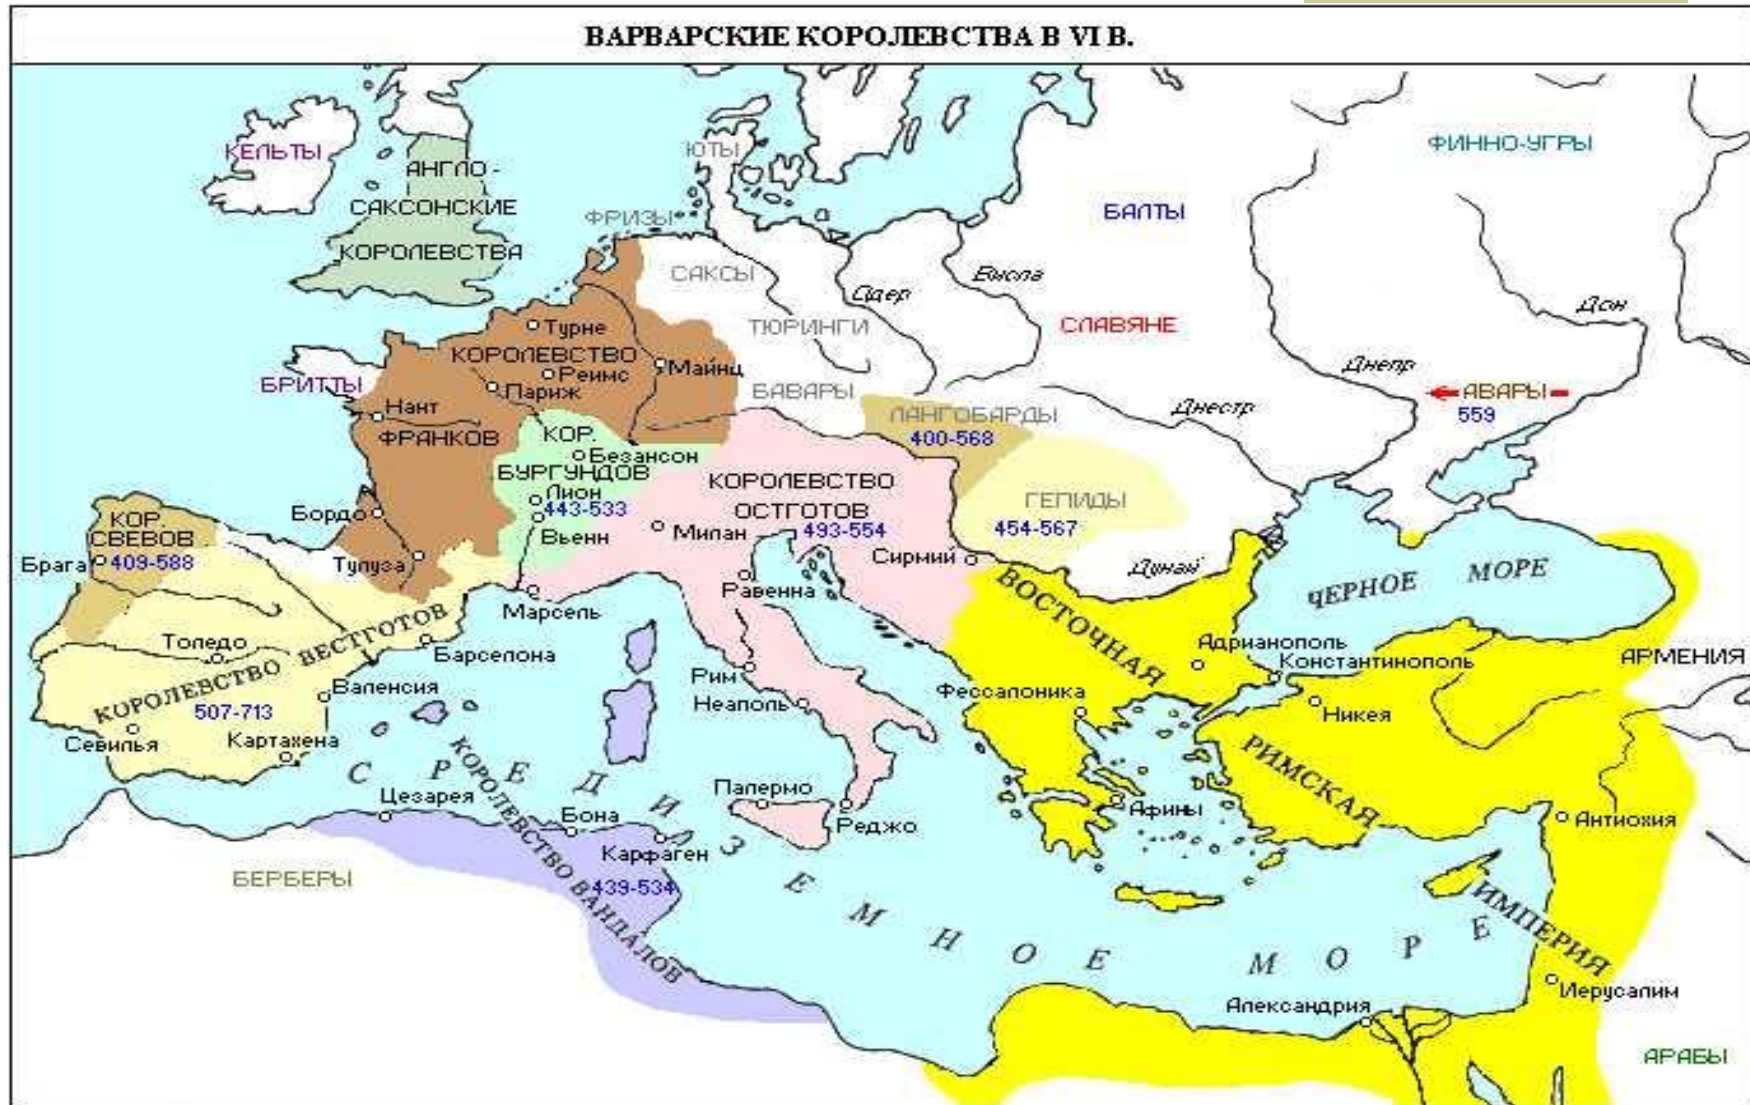 ВАРВАРСКИЕ КОРОЛЕВСТВА В VI В.
КЕЛЬТЫ
АНГЛО-
САКСОНСКИЕ
КОРОЛЕВСТВА
ЮТЫ
ФРИЗЫ
САКСЫ
ТЮРИНГИ
БАВАРЫ
ФИННО-УГРЫ
БАЛТЫ
СЛАВЯНЕ
Висла
Одер
Дон
Днепр
Днестр
АВАРЫ
559
БРИТТЫ
Турне
КОРОЛЕВСТВО
Реимс
Майнц
Париж
Нант
ФРАНКОВ
КОР.
Безансон
БУРГУНДОВ
Лион
443-533
Вьенн
Бордо
Тулуза
ЛАНГОБАРДЫ
400-568
ГЕПИДЫ
454-567
КОРОЛЕВСТВО
ОСТГОТОВ
493-554
Милан
Сирмий
Равенна
Марсель
Рим
Неаполь
Палермо
Реджо
КОР.
СВЕВОВ
Брага
409-588
Толедо
КОРОЛЕВСТВО ВЕСТГОТОВ
507-713
Барселона
Валенсия
Севилья
Картахена
Дунай
ЧЕРНОЕ МОРЕ
ВОСТОЧНАЯ
РИМСКАЯ
ИМПЕРИЯ
Адрианополь
Константинополь
АРМЕНИЯ
Фессалоника
Никея
Афины
Антиохия
Цезарея
Бона
Карфаген
439-534
КОРОЛЕВСТВО ВАНДАЛОВ
БЕРБЕРЫ
СРЕДИЗЕМНОЕ МОРЕ
Александрия
Иерусалим
АРАБЫ